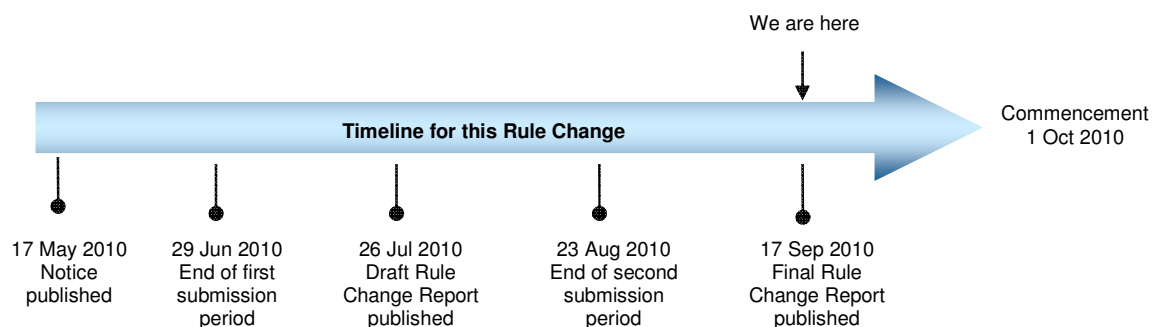 We are here
Timeline for this Rule Change
Commencement
1 Oct 2010
17 May 2010
Notice
published
29 Jun 2010
End of first
submission
period
26 Jul 2010
Draft Rule
Change Report
published
23 Aug 2010
End of second
submission
period
17 Sep 2010
Final Rule
Change Report
published